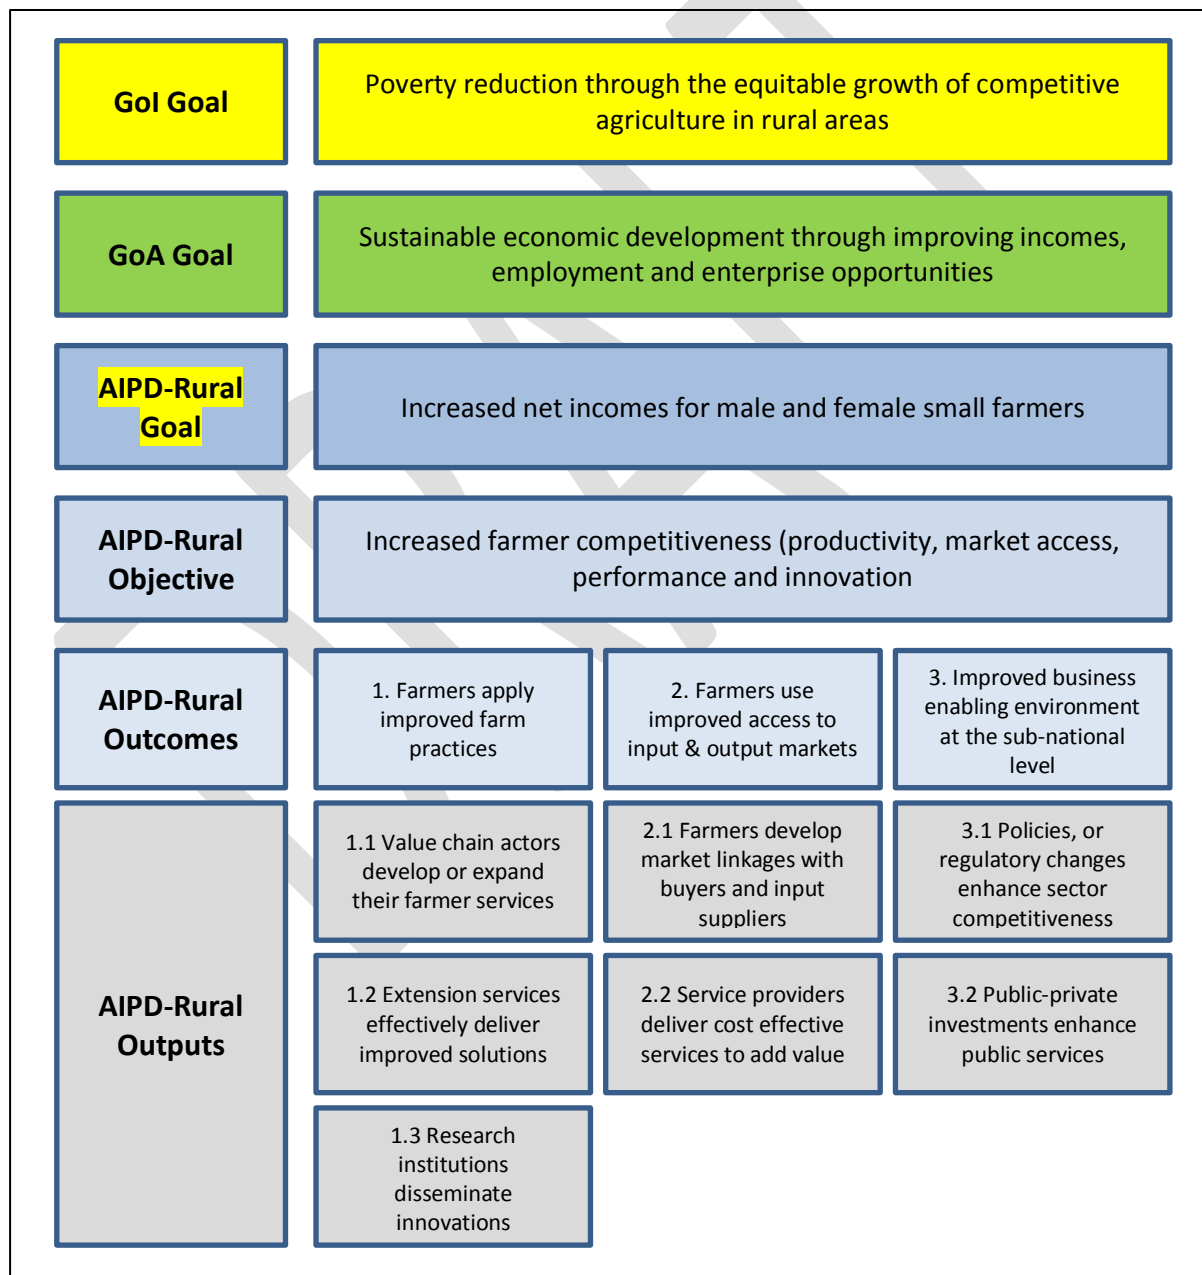 GoI Goal
Poverty reduction through the equitable growth of competitive
agriculture in rural areas
GoA Goal
Sustainable economic development through improving incomes,
employment and enterprise opportunities
AIPD-Rural
Goal
Increased net incomes for male and female small farmers
AIPD-Rural
Objective
Increased farmer competitiveness (productivity, market access,
performance and innovation
AIPD-Rural
Outcomes
1. Farmers apply
improved farm
practices
2. Farmers use
improved access to
input & output markets
3. Improved business
enabling environment
at the sub-national
level
AIPD-Rural
Outputs
1.1 Value chain actors
develop or expand
their farmer services
2.1 Farmers develop
market linkages with
buyers and input
suppliers
3.1 Policies, or
regulatory changes
enhance sector
competitiveness
1.2 Extension services
effectively deliver
improved solutions
2.2 Service providers
deliver cost effective
services to add value
3.2 Public-private
investments enhance
public services
1.3 Research
institutions
disseminate
innovations
DRAFT